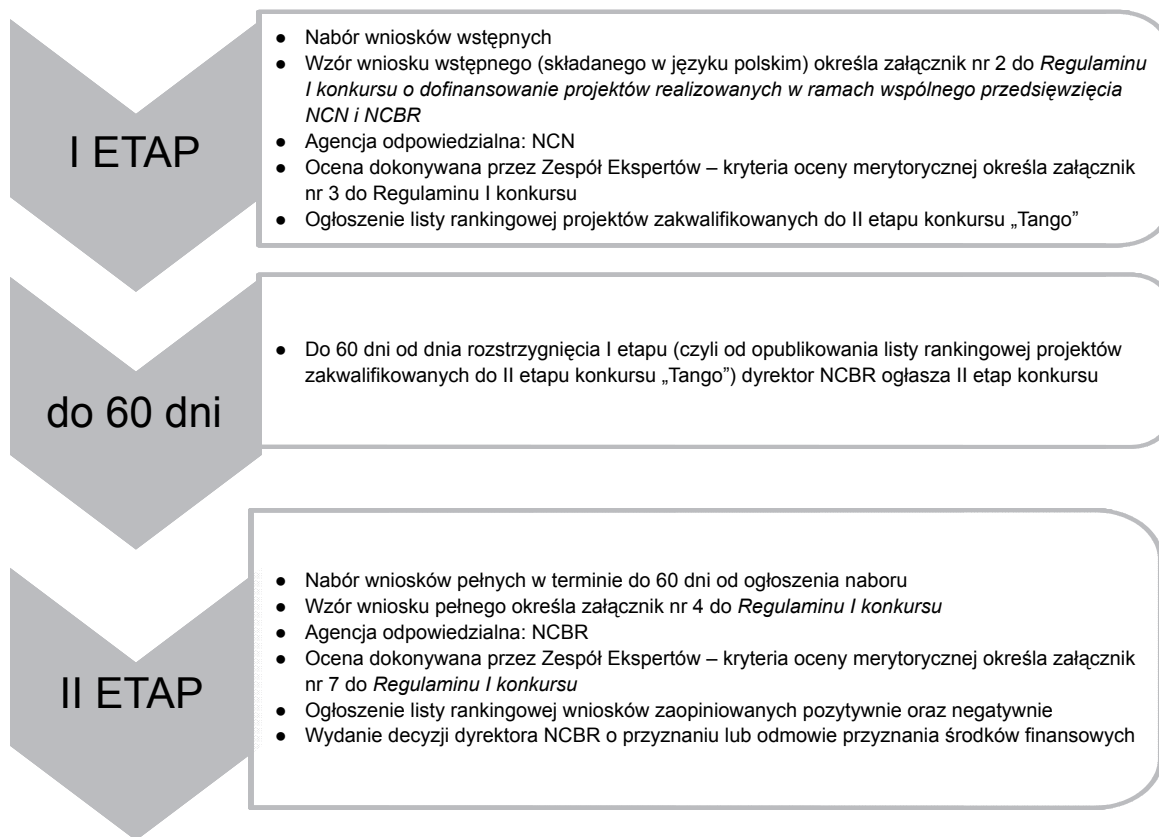 I ETAP
● Nabór wniosków wstępnych
● Wzór wniosku wstępnego (składanego w języku polskim) określa załącznik nr 2 do Regulaminu
I konkursu o dofinansowanie projektów realizowanych w ramach wspólnego przedsięwzięcia
NCN i NCBR
● Agencja odpowiedzialna: NCN
● Ocena dokonywana przez Zespół Ekspertów – kryteria oceny merytorycznej określa załącznik
nr 3 do Regulaminu I konkursu
● Ogłoszenie listy rankingowej projektów zakwalifikowanych do II etapu konkursu „Tango”
do 60 dni
● Do 60 dni od dnia rozstrzygnięcia I etapu (czyli od opublikowania listy rankingowej projektów
zakwalifikowanych do II etapu konkursu „Tango”) dyrektor NCBR ogłasza II etap konkursu
II ETAP
● Nabór wniosków pełnych w terminie do 60 dni od ogłoszenia naboru
● Wzór wniosku pełnego określa załącznik nr 4 do Regulaminu I konkursu
● Agencja odpowiedzialna: NCBR
● Ocena dokonywana przez Zespół Ekspertów – kryteria oceny merytorycznej określa załącznik
nr 7 do Regulaminu I konkursu
● Ogłoszenie listy rankingowej wniosków zaopiniowanych pozytywnie oraz negatywnie
● Wydanie decyzji dyrektora NCBR o przyznaniu lub odmowie przyznania środków finansowych